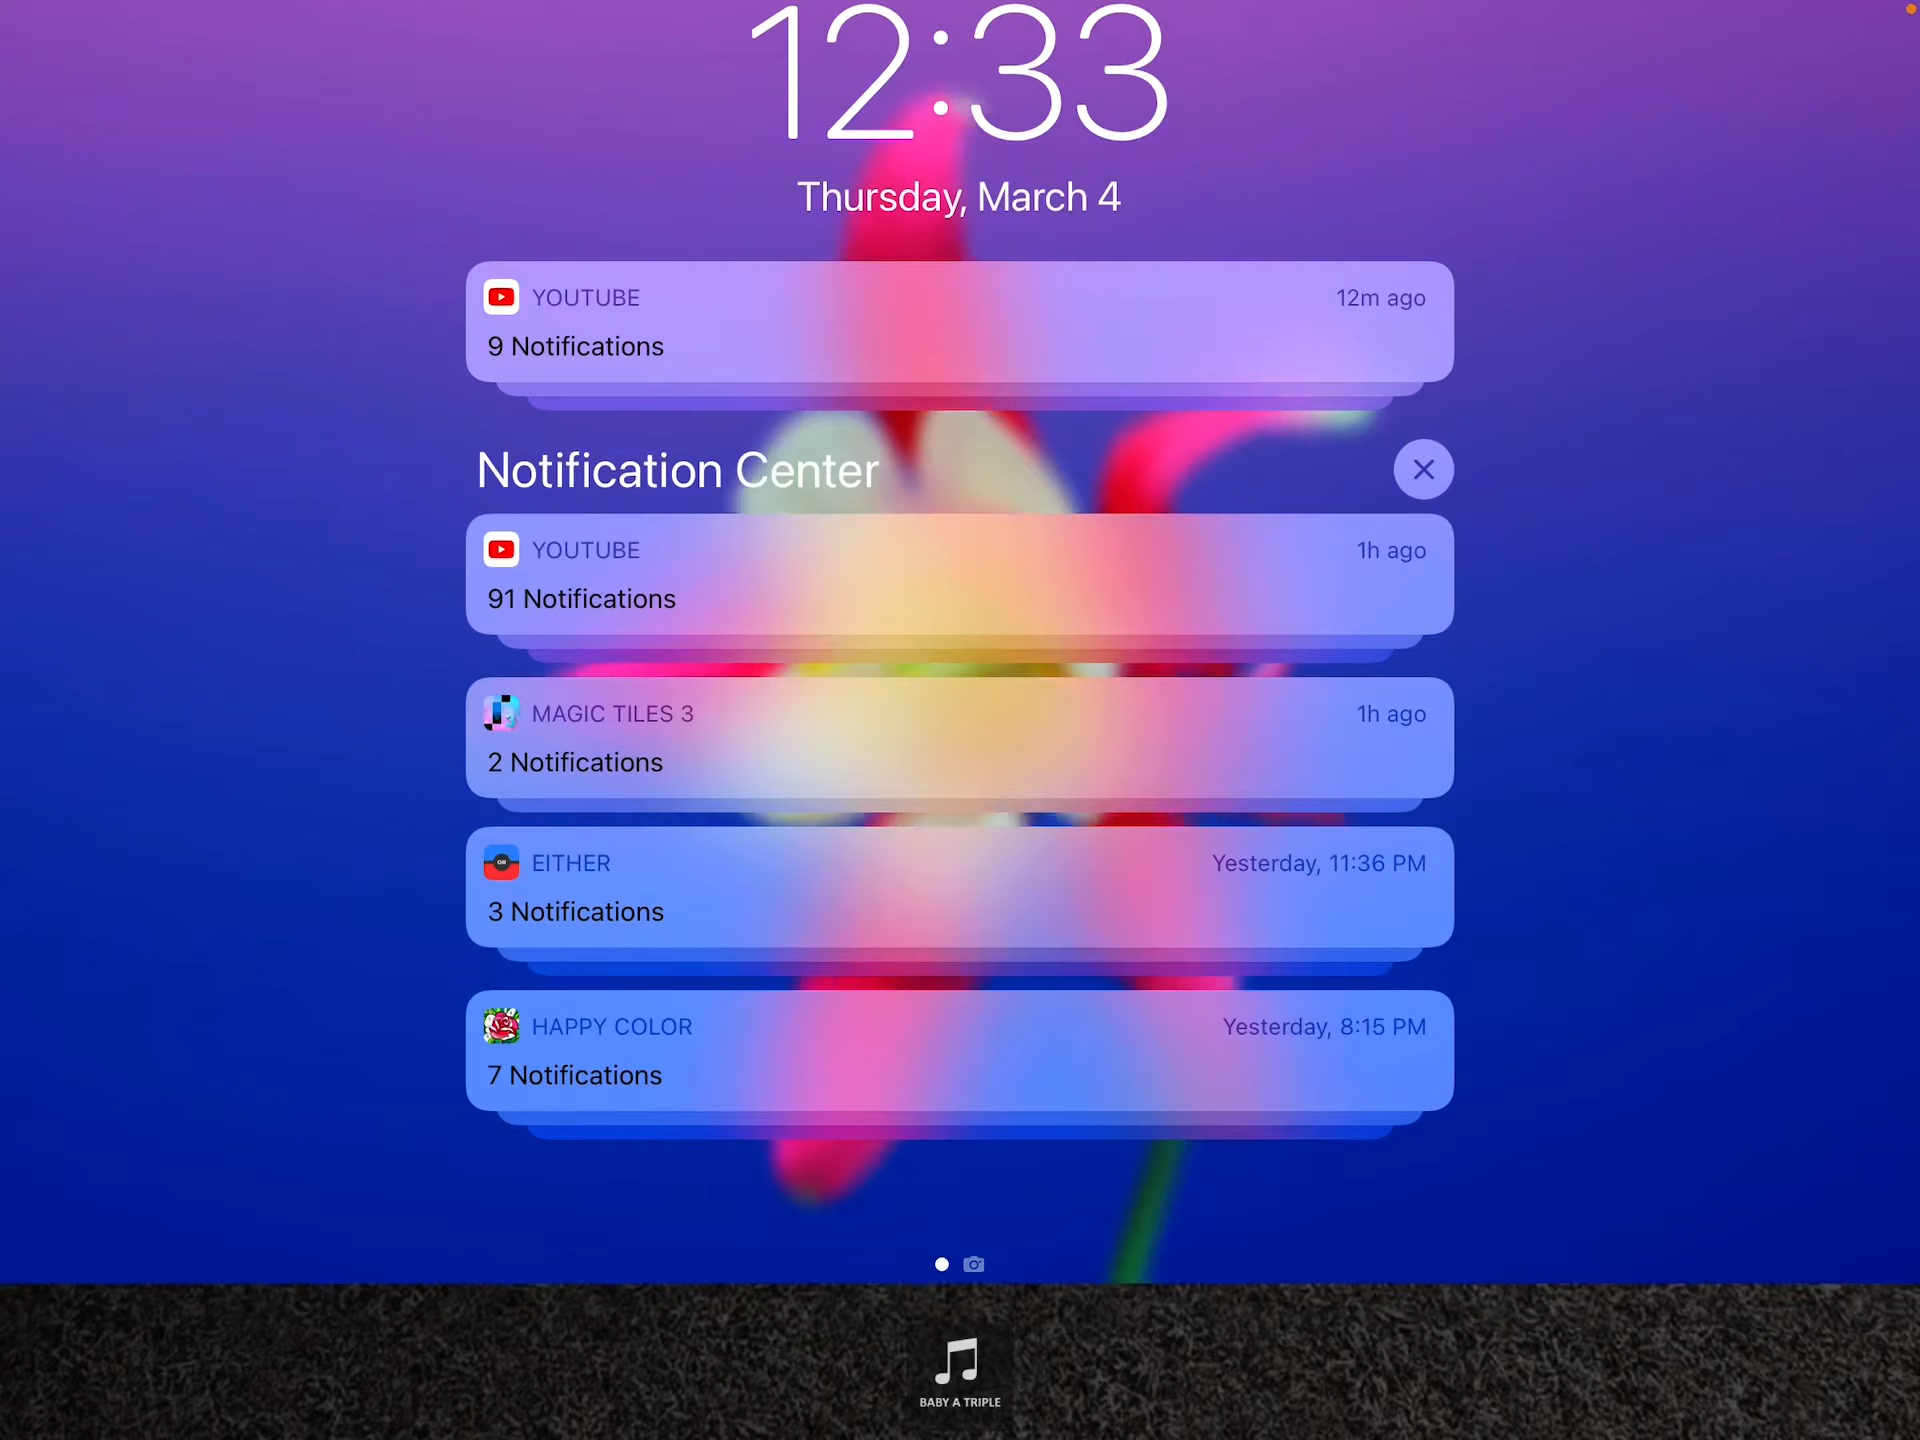 12:33
Thursday, March 4
YOUTUBE
12m ago
9 Notifications
Notification Center
YOUTUBE
1h ago
91 Notifications
MAGIC TILES 3
1h ago
2 Notifications
OR
EITHER
Yesterday, 11:36 PM
3 Notifications
HAPPY COLOR
Yesterday, 8:15 PM
7 Notifications
BABY A TRIPLE